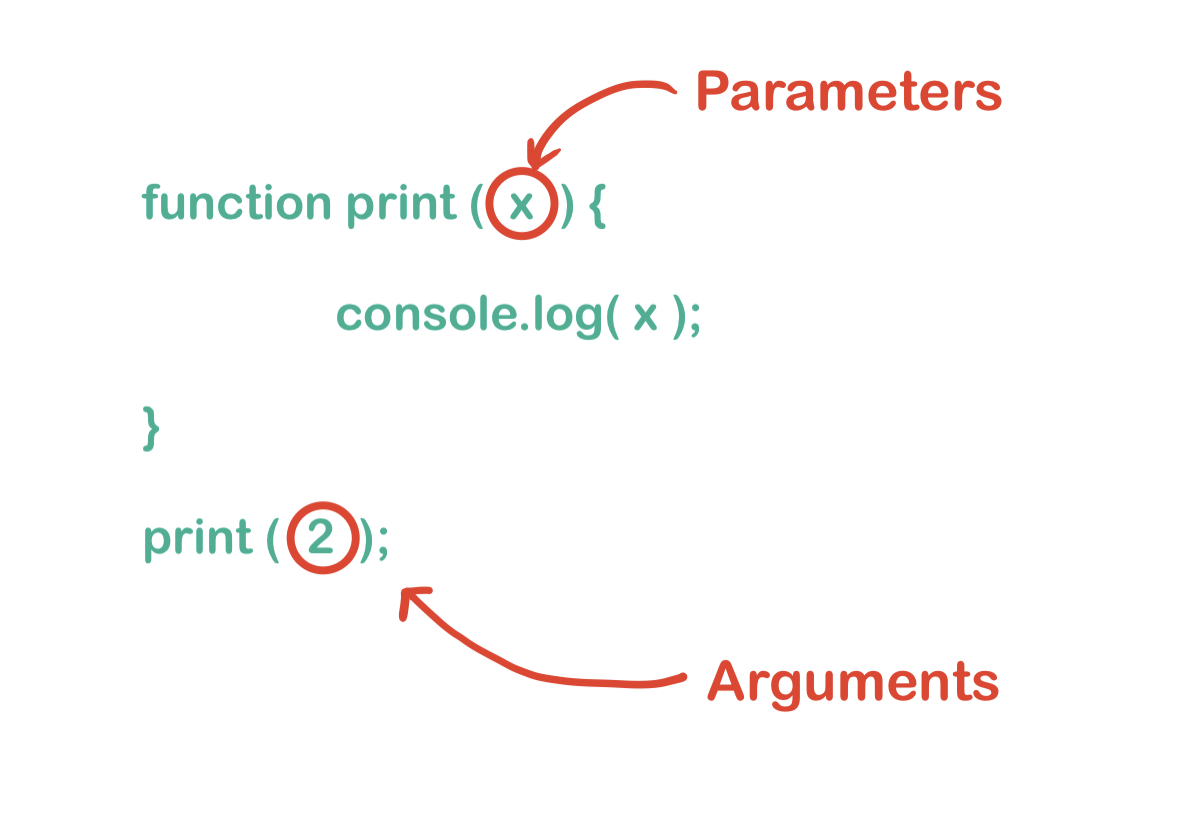 Parameters
function print ( x ) {
console.log( x );
}
print ( 2 );
Arguments